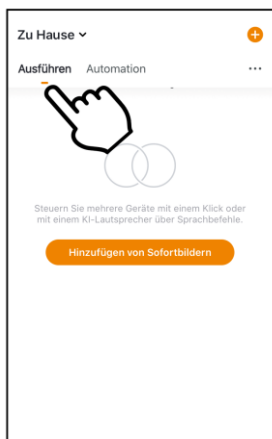 Zu Hause
Ausführen Automation
Steuern Sie mehrere Geräte mit einem Klick oder
mit einem KI-Lautsprecher über Sprachbefehle.
Hinzufügen von Sofortbildern